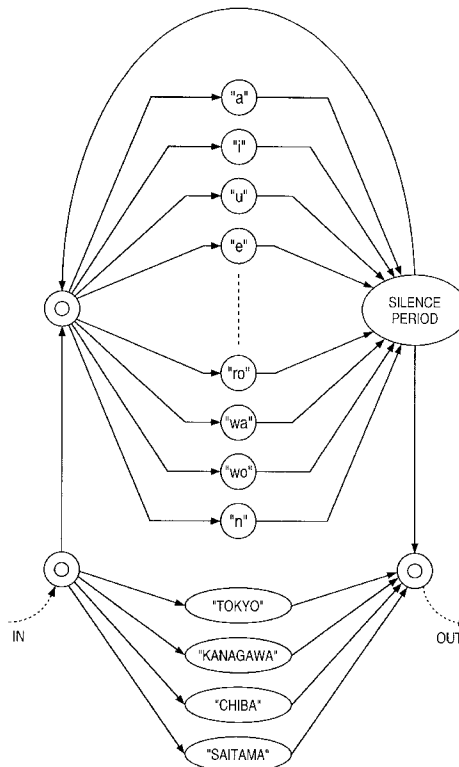 "a"
"i"
"u"
"e"
SILENCE
PERIOD
"ro"
"wa"
"wo"
"n"
IN
"TOKYO"
OUT
"KANAGAWA"
"CHIBA"
"SAITAMA"